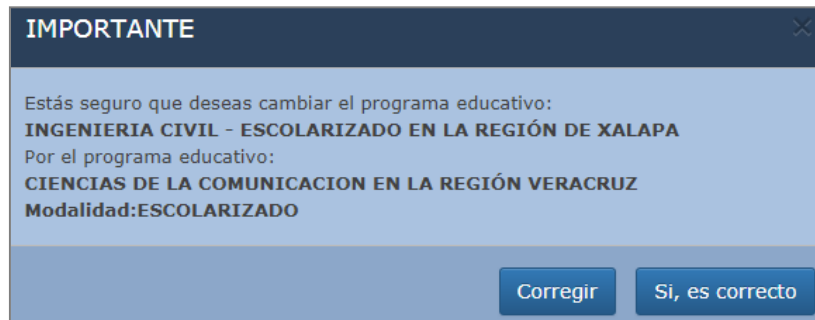 IMPORTANTE
Estás seguro que deseas cambiar el programa educativo:
INGENIERIA CIVIL - ESCOLARIZADO EN LA REGIÓN DE XALAPA
Por el programa educativo:
CIENCIAS DE LA COMUNICACION EN LA REGIÓN VERACRUZ
Modalidad:ESCOLARIZADO
Corregir
Si, es correcto